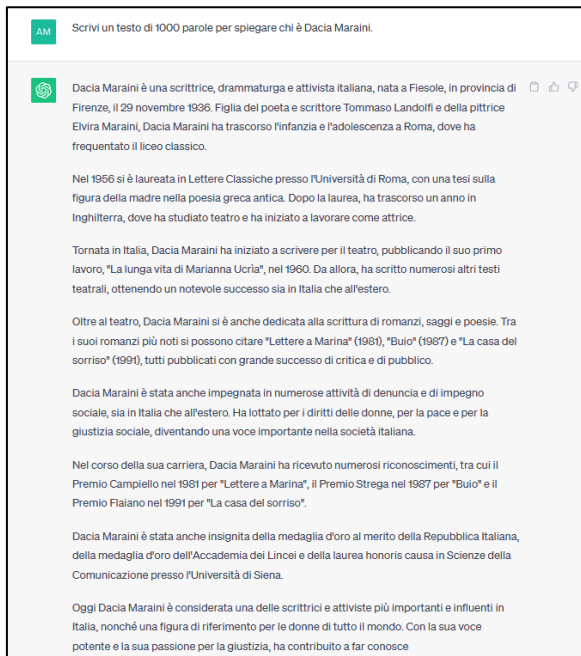 AM
Scrivi un testo di 1000 parole per spiegare chi è Dacia Maraini.
Dacia Maraini è una scrittrice, drammaturga e attivista italiana, nata a Fiesole, in provincia di
Firenze, il 29 novembre 1936. Figlia del poeta e scrittore Tommaso Landolfi e della pittrice
Elvira Maraini, Dacia Maraini ha trascorso l'infanzia e l'adolescenza a Roma, dove ha
frequentato il liceo classico.
Nel 1956 si è laureata in Lettere Classiche presso l'Università di Roma, con una tesi sulla
figura della madre nella poesia greca antica. Dopo la laurea, ha trascorso un anno in
Inghilterra, dove ha studiato teatro e ha iniziato a lavorare come attrice.
Tornata in Italia, Dacia Maraini ha iniziato a scrivere per il teatro, pubblicando il suo primo
lavoro, "La lunga vita di Marianna Ucrìa", nel 1960. Da allora, ha scritto numerosi altri testi
teatrali, ottenendo un notevole successo sia in Italia che all'estero.
Oltre al teatro, Dacia Maraini si è anche dedicata alla scrittura di romanzi, saggi e poesie. Tra
i suoi romanzi più noti si possono citare "Lettere a Marina" (1981), "Buio" (1987) e "La casa del
sorriso" (1991), tutti pubblicati con grande successo di critica e di pubblico.
Dacia Maraini è stata anche impegnata in numerose attività di denuncia e di impegno
sociale, sia in Italia che all'estero. Ha lottato per i diritti delle donne, per la pace e per la
giustizia sociale, diventando una voce importante nella società italiana.
Nel corso della sua carriera, Dacia Maraini ha ricevuto numerosi riconoscimenti, tra cui il
Premio Campiello nel 1981 per "Lettere a Marina", il Premio Strega nel 1987 per "Buio" e il
Premio Flaiano nel 1991 per "La casa del sorriso".
Dacia Maraini è stata anche insignita della medaglia d'oro al merito della Repubblica Italiana,
della medaglia d'oro dell'Accademia dei Lincei e della laurea honoris causa in Scienze della
Comunicazione presso l'Università di Siena.
Oggi Dacia Maraini è considerata una delle scrittrici e attiviste più importanti e influenti in
Italia, nonché una figura di riferimento per le donne di tutto il mondo. Con la sua voce
potente e la sua passione per la giustizia, ha contribuito a far conosce